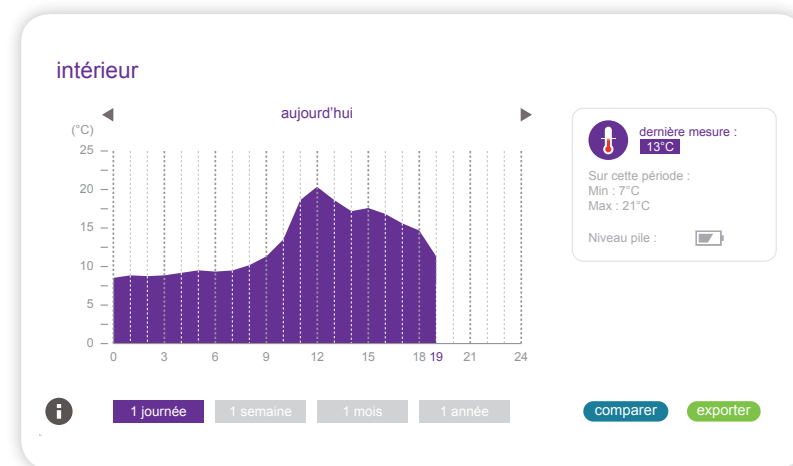 intérieur
aujourd'hui
(°C)
25
20
15
10
5
0
0 3 6 9 12 15 18 19 21 24
dernière mesure :
13°C
Sur cette période :
Min : 7°C
Max : 21°C
Niveau pile :
1 journée 1 semaine 1 mois 1 année
comparer exporter